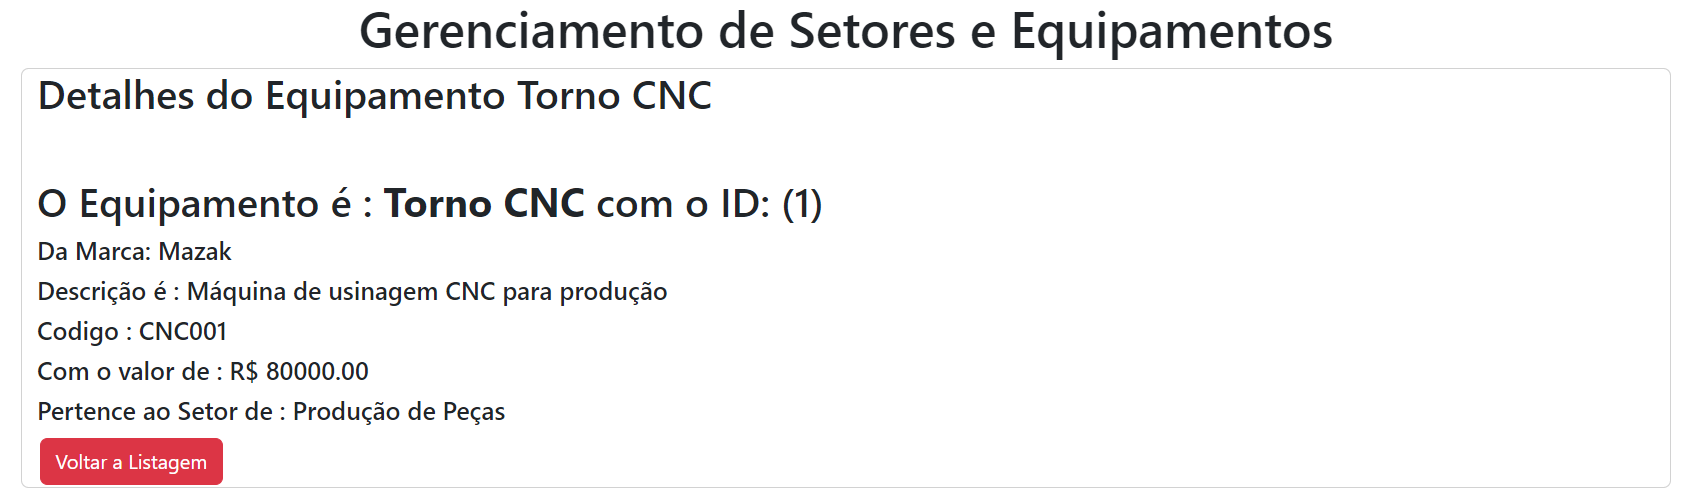 Gerenciamento de Setores e Equipamentos
Detalhes do Equipamento Torno CNC
O Equipamento é : Torno CNC com o ID: (1)
Da Marca: Mazak
Descrição é : Máquina de usinagem CNC para produção
Codigo : CNC001
Com o valor de : R$ 80000.00
Pertence ao Setor de : Produção de Peças
Voltar a Listagem